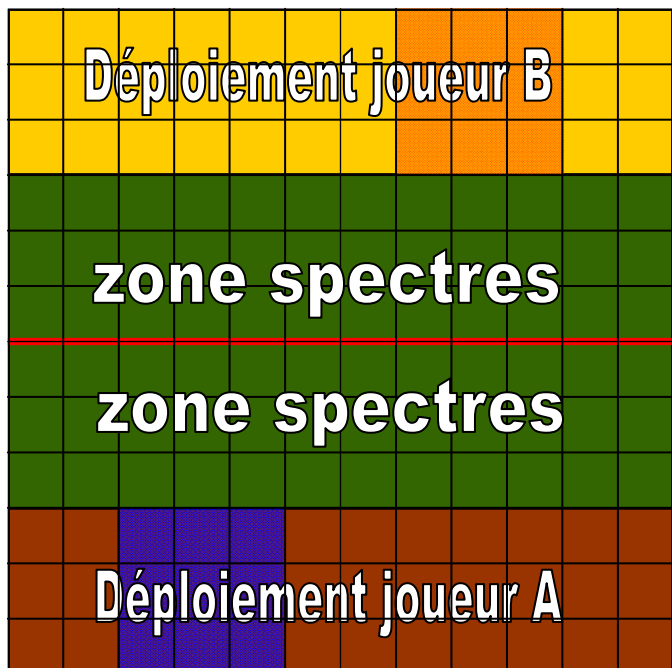 Déploiement joueur B
zone spectres
zone spectres
Déploiement joueur A